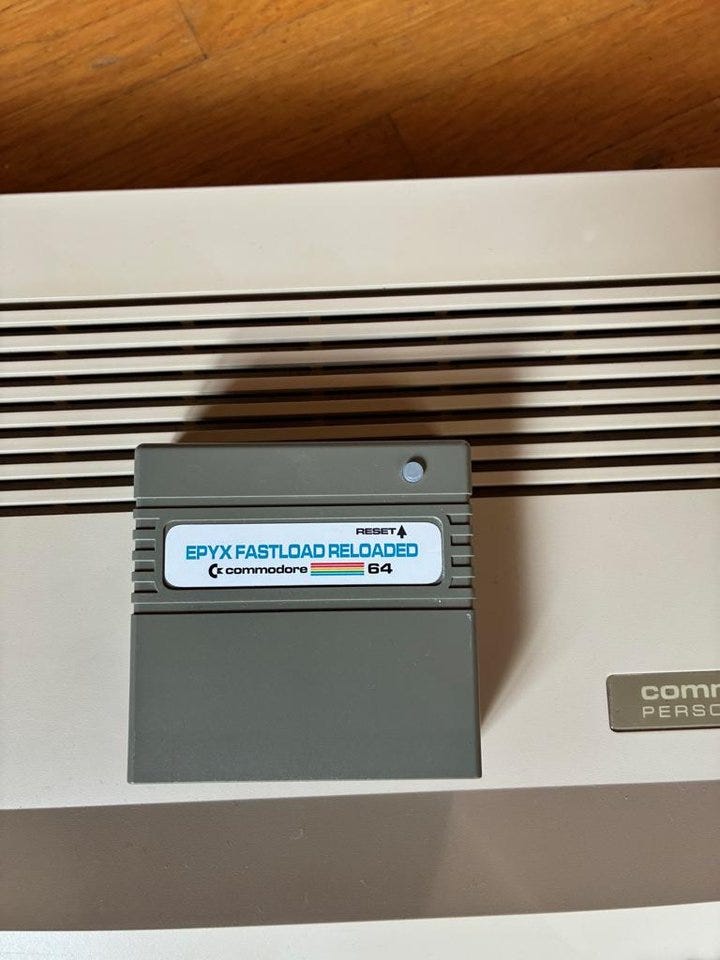 RESET
EPYX FASTLOAD RELOADED
commodore 64
comm
PERSO